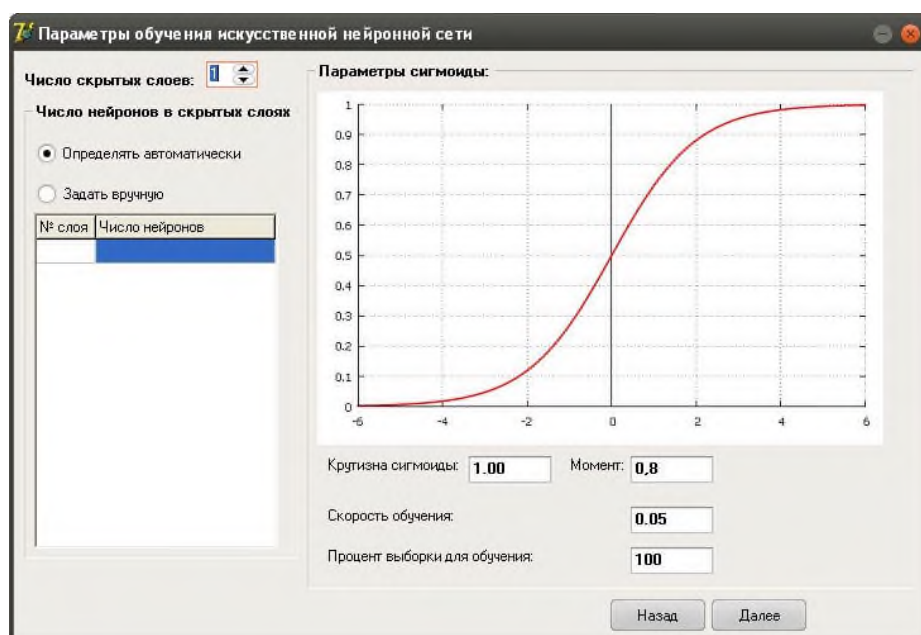 Параметры обучения искусственной нейронной сети
Число скрытых слоев: 1
Число нейронов в скрытых слоях
Определять автоматически
Задать вручную
№ слоя Число нейронов
Параметры сигмоиды:
1
0.9
0.8
0.7
0.6
0.5
0.4
0.3
0.2
0.1
0
-6 -4 -2 0 2 4 6
Крутизна сигмоиды: 1.00 Момент: 0,8
Скорость обучения: 0.05
Процент выборки для обучения: 100
Назад Далее